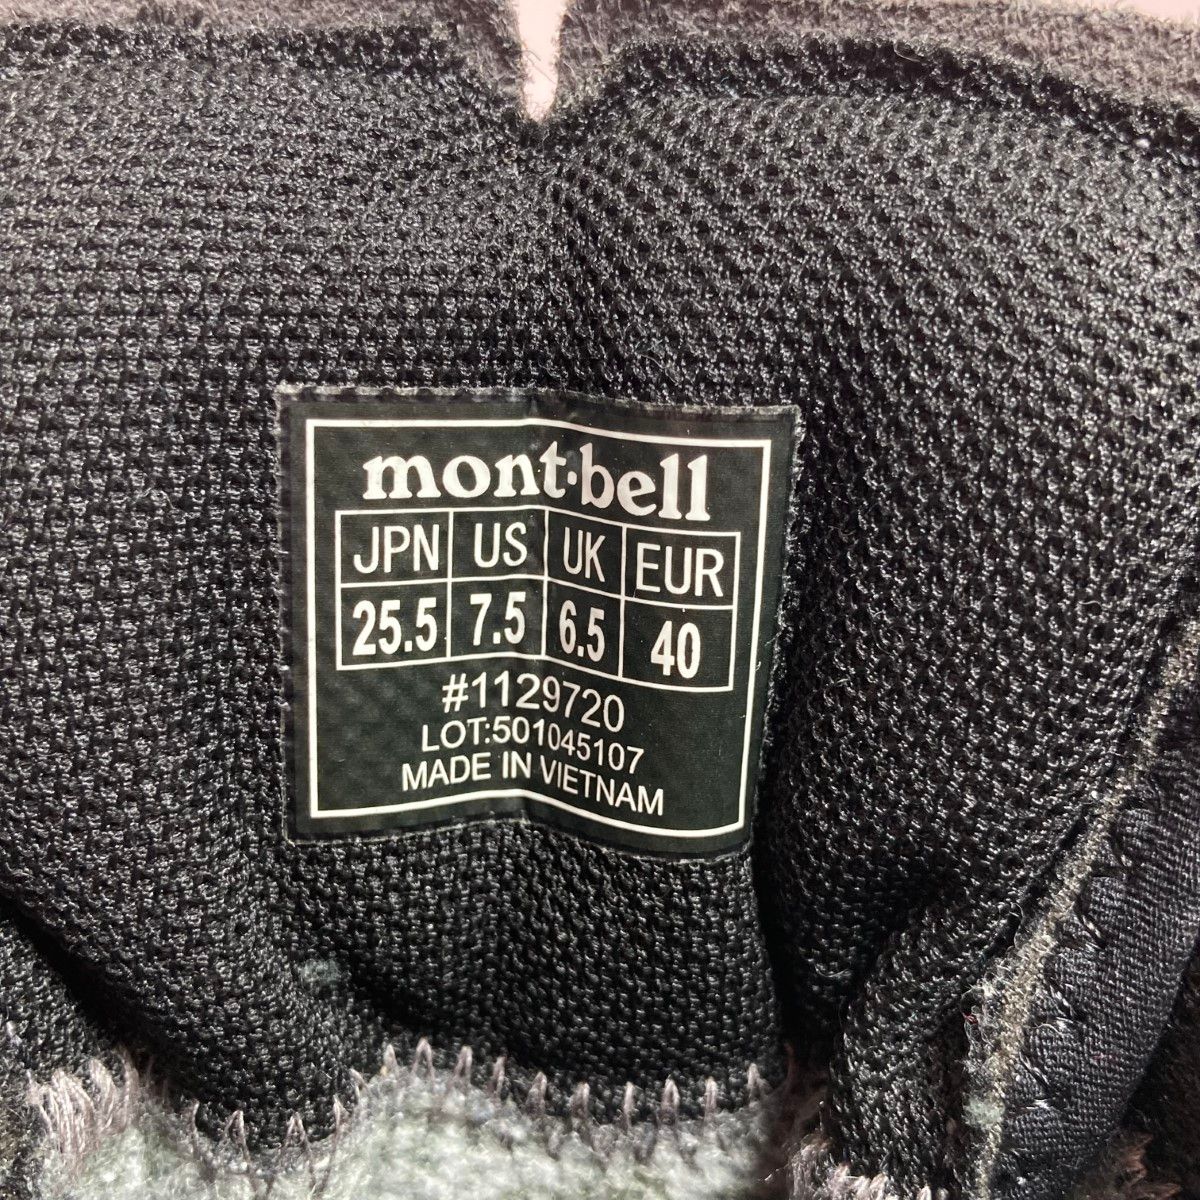 mont-bell
JPN US UK EUR
25.5 7.5 6.5 40
#1129720
LOT:501045107
MADE IN VIETNAM